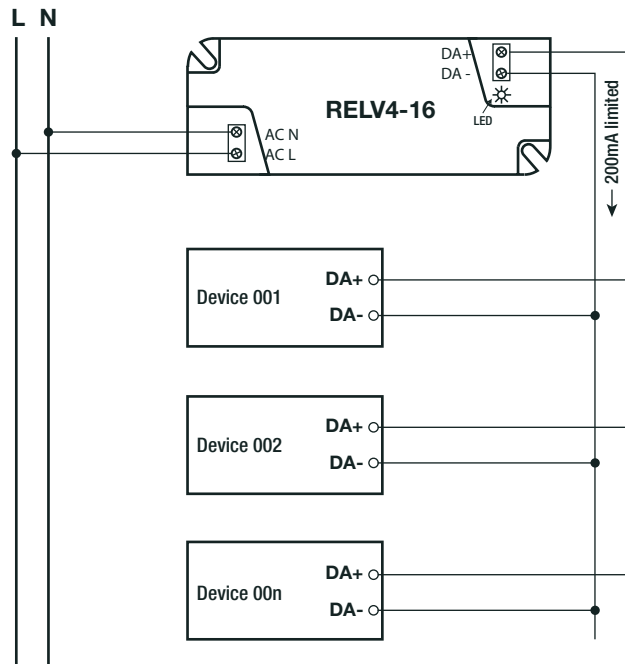 L N
DA+
DA -
RELV4-16
LED
AC N
AC L
200mA limited
Device 001
DA+
DA-
Device 002
DA+
DA-
Device 00n
DA+
DA-